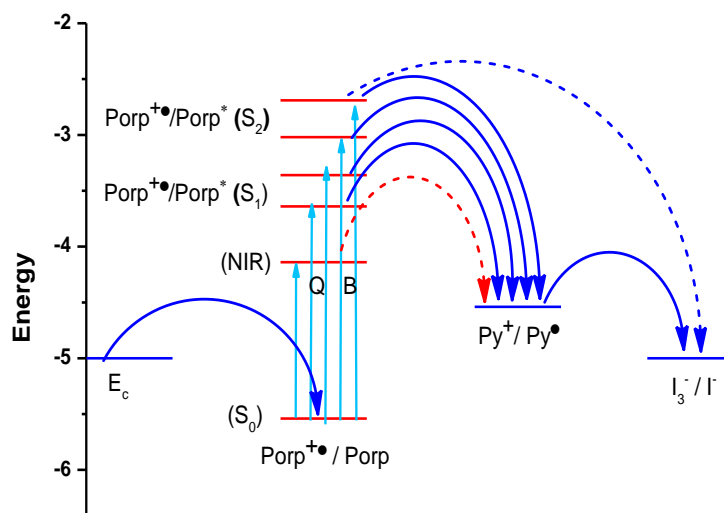 Energy
-2
-3
-4
-5
-6
Porp⁺●/Porp* (S₂)
Porp⁺●/Porp* (S₁)
(NIR)
Q B
(S₀)
Porp⁺● / Porp
E꜀
Py⁺/ Py●
I₃⁻ / I⁻